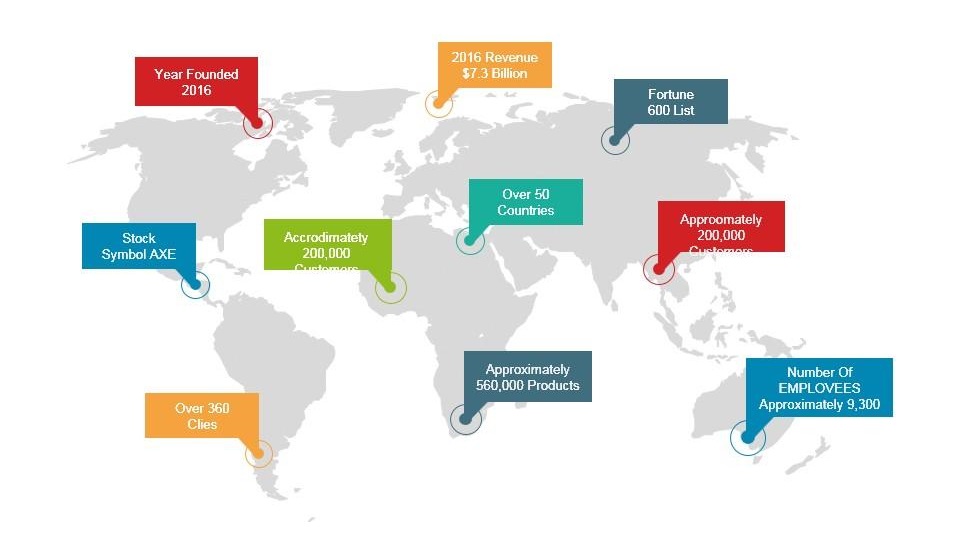 2016 Revenue
$7.3 Billion
Year Founded
2016
Fortune
600 List
Over 50
Countries
Approomately
200,000
Customers
Stock
Symbol AXE
Accrodimatety
200,000
Customers
Approximately
560,000 Products
Number Of
EMPLOVEES
Approximately 9,300
Over 360
Clies